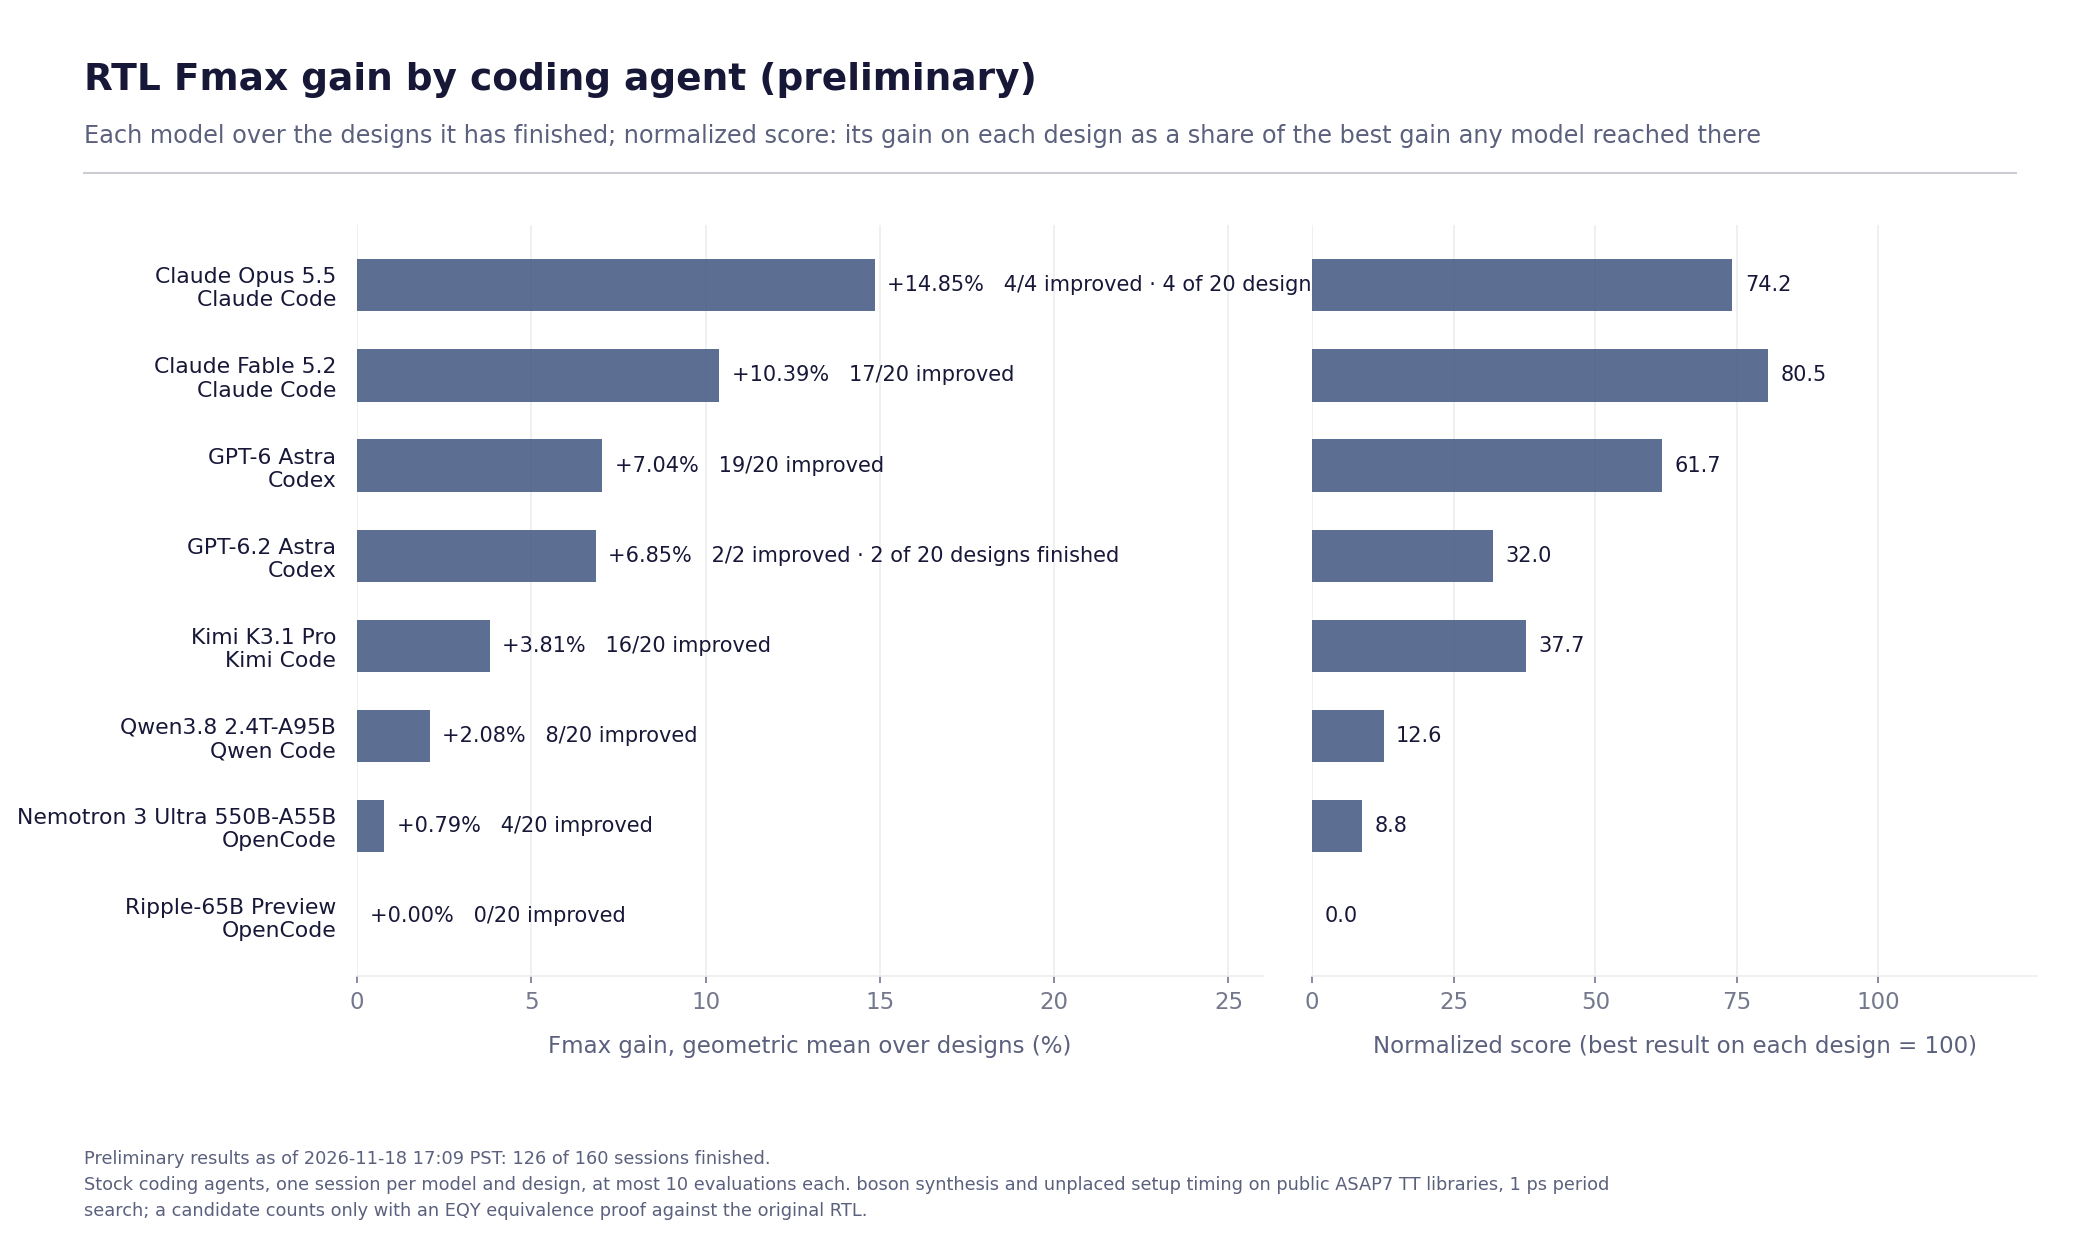 RTL Fmax gain by coding agent (preliminary)
Each model over the designs it has finished; normalized score: its gain on each design as a share of the best gain any model reached there
Claude Opus 5.5
Claude Code
+14.85%   4/4 improved · 4 of 20 design
74.2
Claude Fable 5.2
Claude Code
+10.39%   17/20 improved
80.5
GPT-6 Astra
Codex
+7.04%   19/20 improved
61.7
GPT-6.2 Astra
Codex
+6.85%   2/2 improved · 2 of 20 designs finished
32.0
Kimi K3.1 Pro
Kimi Code
+3.81%   16/20 improved
37.7
Qwen3.8 2.4T-A95B
Qwen Code
+2.08%   8/20 improved
12.6
Nemotron 3 Ultra 550B-A55B
OpenCode
+0.79%   4/20 improved
8.8
Ripple-65B Preview
OpenCode
+0.00%   0/20 improved
0.0
0 5 10 15 20 25
0 25 50 75 100
Fmax gain, geometric mean over designs (%)
Normalized score (best result on each design = 100)
Preliminary results as of 2026-11-18 17:09 PST: 126 of 160 sessions finished.
Stock coding agents, one session per model and design, at most 10 evaluations each. boson synthesis and unplaced setup timing on public ASAP7 TT libraries, 1 ps period
search; a candidate counts only with an EQY equivalence proof against the original RTL.